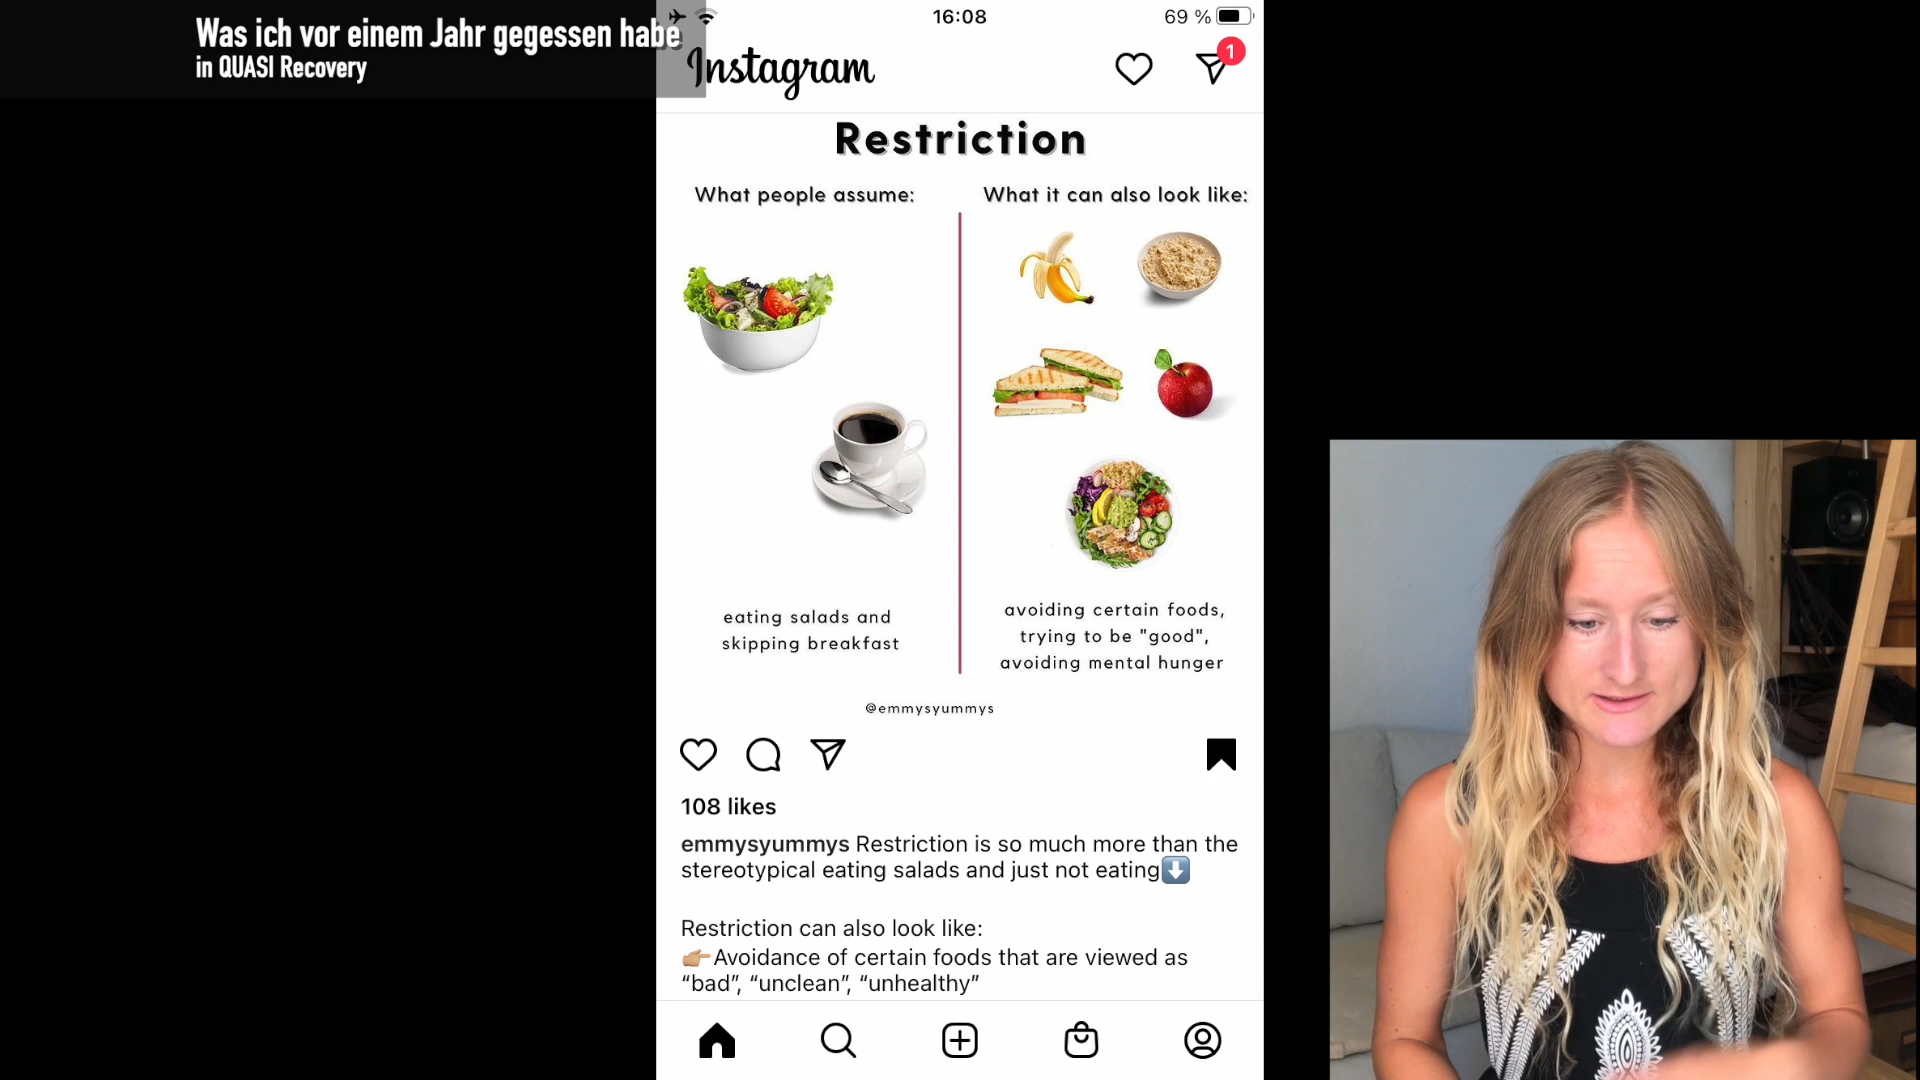 Was ich vor einem Jahr gegessen habe
in QUASI Recovery
16:08
69 %
Instagram
1
Restriction
What people assume:
What it can also look like:
eating salads and
skipping breakfast
avoiding certain foods,
trying to be "good",
avoiding mental hunger
@emmysyummys
108 likes
emmysyummys Restriction is so much more than the
stereotypical eating salads and just not eating⬇️
Restriction can also look like:
👉🏼Avoidance of certain foods that are viewed as
“bad”, “unclean”, “unhealthy”